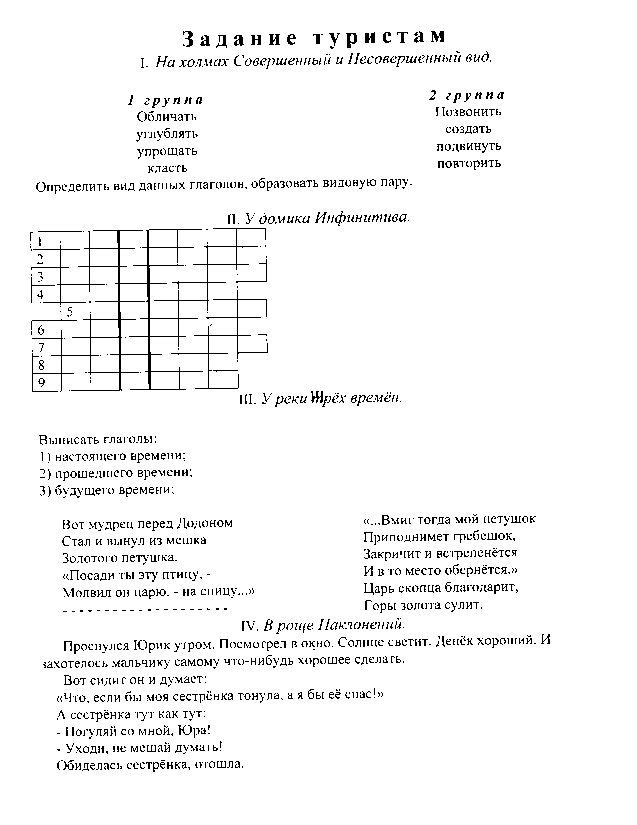 Задание туристам
I. На холмах Совершенный и Несовершенный вид.
1 группа
Обличать
углублять
упрощать
класть
2 группа
Позвонить
создать
подвинуть
повторить
Определить вид данных глаголов, образовать видовую пару.
II. У домика Инфинитива.
1
2
3
4
5
6
7
8
9
III. У реки Трёх времён.
Выписать глаголы:
1) настоящего времени;
2) прошедшего времени;
3) будущего времени;
Вот мудрец перед Додоном
Стал и вынул из мешка
Золотого петушка.
«Посади ты эту птицу, -
Молвил он царю, - на спицу...»
- - - - - - - - - - - - - - - - - - - -
«...Вмиг тогда мой петушок
Приподнимет гребешок,
Закричит и встрепенётся
И в то место обернётся.»
Царь скопца благодарит,
Горы золота сулит.
IV. В роще Наклонений.
Проснулся Юрик утром. Посмотрел в окно. Солнце светит. Денёк хороший. И
захотелось мальчику самому что-нибудь хорошее сделать.
Вот сидит он и думает:
«Что, если бы моя сестрёнка тонула, а я бы её спас!»
А сестрёнка тут как тут:
- Погуляй со мной, Юра!
- Уходи, не мешай думать!
Обиделась сестрёнка, отошла.